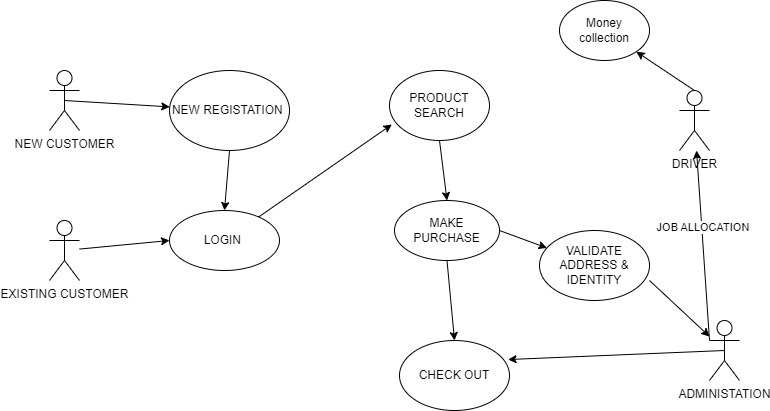 Money
collection
NEW REGISTATION
NEW CUSTOMER
PRODUCT
SEARCH
DRIVER
LOGIN
MAKE
PURCHASE
JOB ALLOCATION
VALIDATE
ADDRESS &
IDENTITY
EXISTING CUSTOMER
CHECK OUT
ADMINISTATION